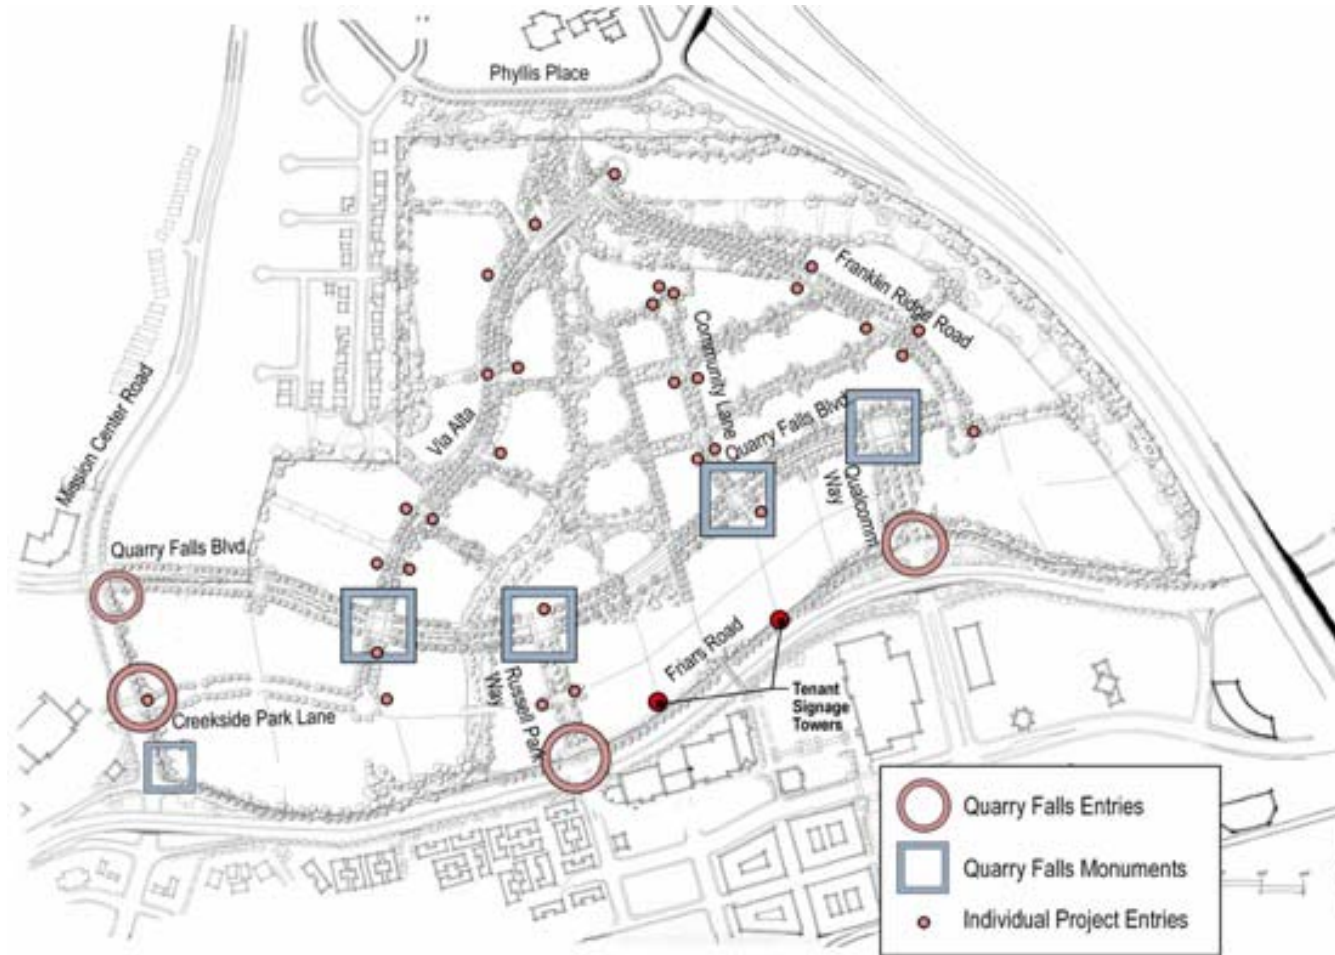 Phyllis Place
Franklin Ridge Road
Community Lane
Mission Center Road
Via Alta
Quarry Falls Blvd
Qualcomm
Way
Quarry Falls Blvd.
Friars Road
Russell Park
Way
Creekside Park Lane
Tenant
Signage
Towers
Quarry Falls Entries
Quarry Falls Monuments
Individual Project Entries